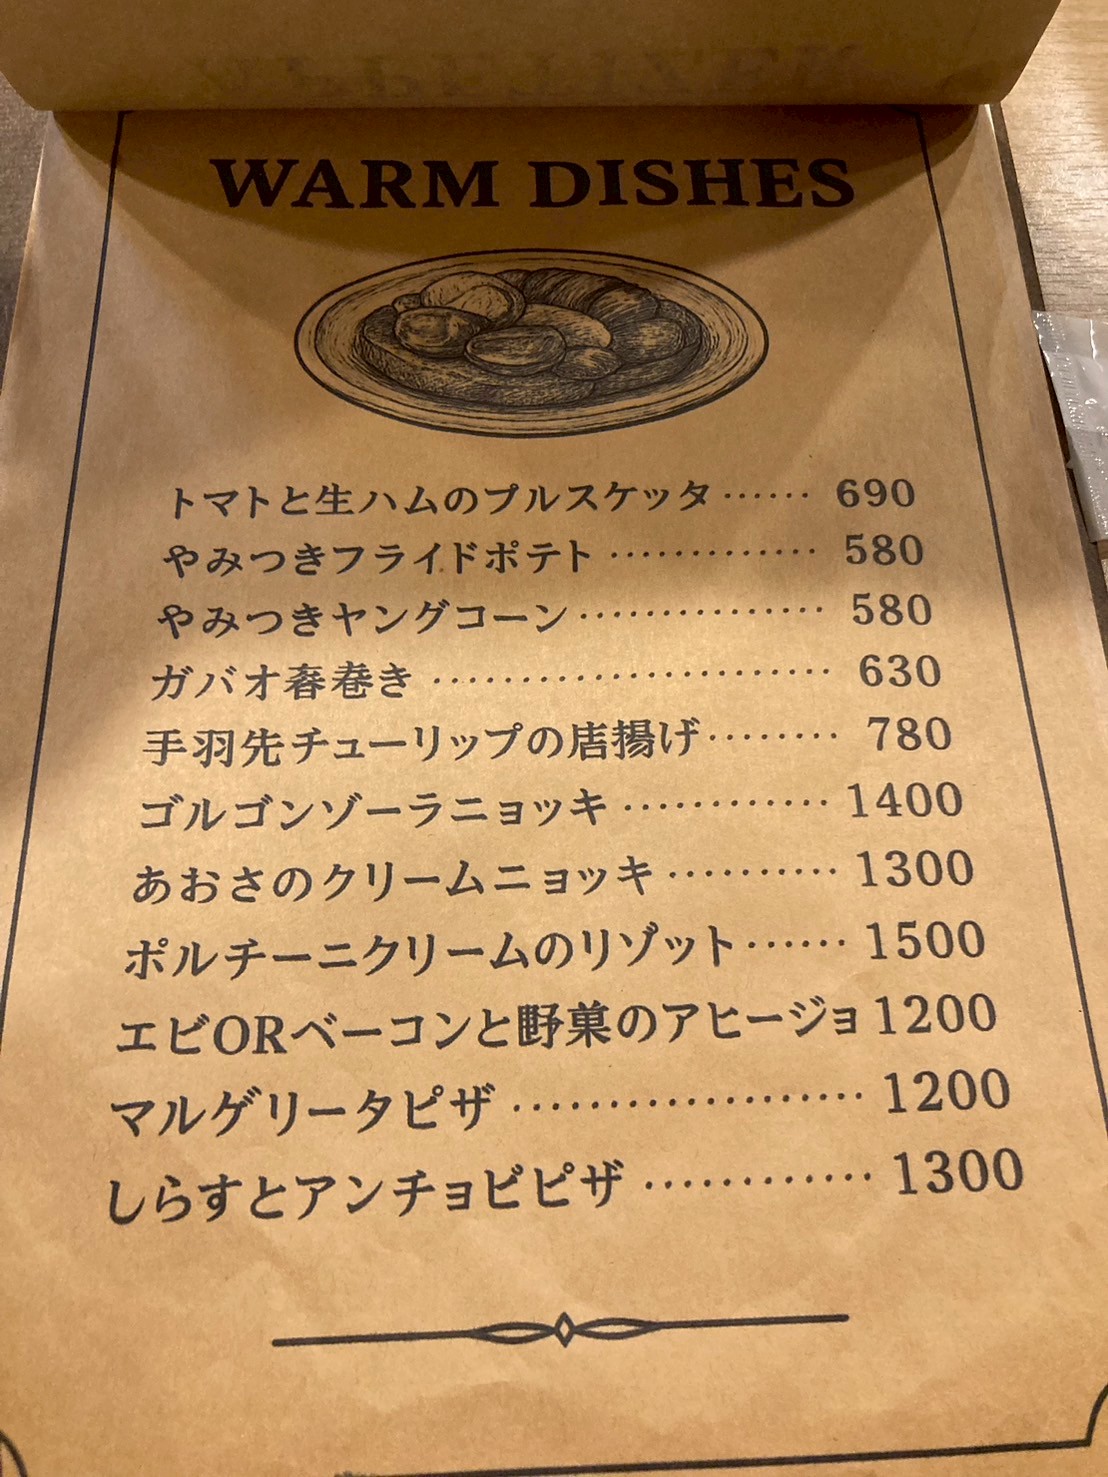 WARM DISHES
トマトと生ハムのブルスケッタ…… 690
やみつきフライドポテト ………… 580
やみつきヤングコーン………… 580
ガパオ春巻き ………………… 630
手羽先チューリップの唐揚げ……… 780
ゴルゴンゾーラニョッキ ………… 1400
あおさのクリームニョッキ………… 1300
ポルチーニクリームのリゾット…… 1500
エビORベーコンと野菜のアヒージョ 1200
マルゲリータピザ ……………… 1200
しらすとアンチョビピザ ………… 1300